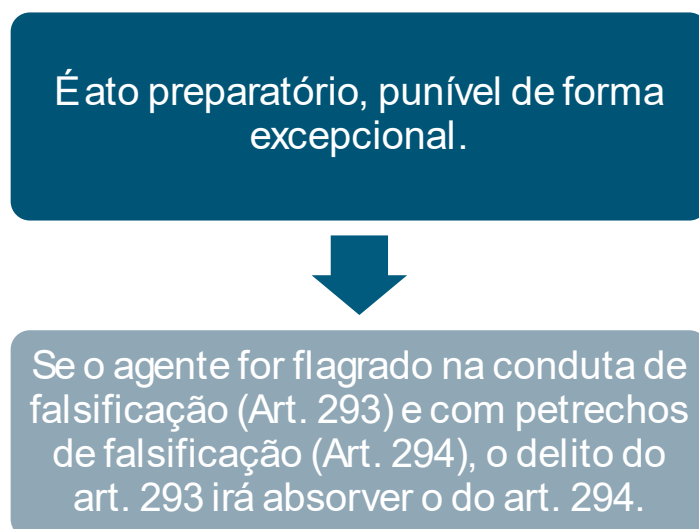 É ato preparatório, punível de forma
excepcional.
Se o agente for flagrado na conduta de
falsificação (Art. 293) e com petrechos
de falsificação (Art. 294), o delito do
art. 293 irá absorver o do art. 294.